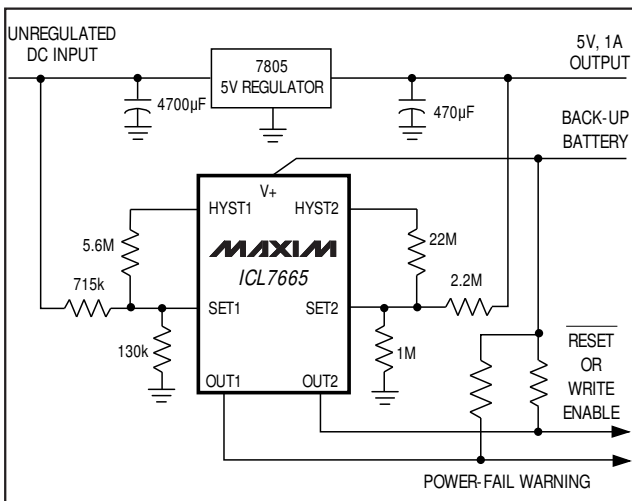 UNREGULATED
DC INPUT
7805
5V REGULATOR
5V, 1A
OUTPUT
4700µF
470µF
BACK-UP
BATTERY
V+
HYST1
HYST2
5.6M
MAXIM
22M
ICL7665
715k
2.2M
SET1
SET2
130k
1M
RESET
OR
WRITE
ENABLE
OUT1
OUT2
POWER-FAIL WARNING